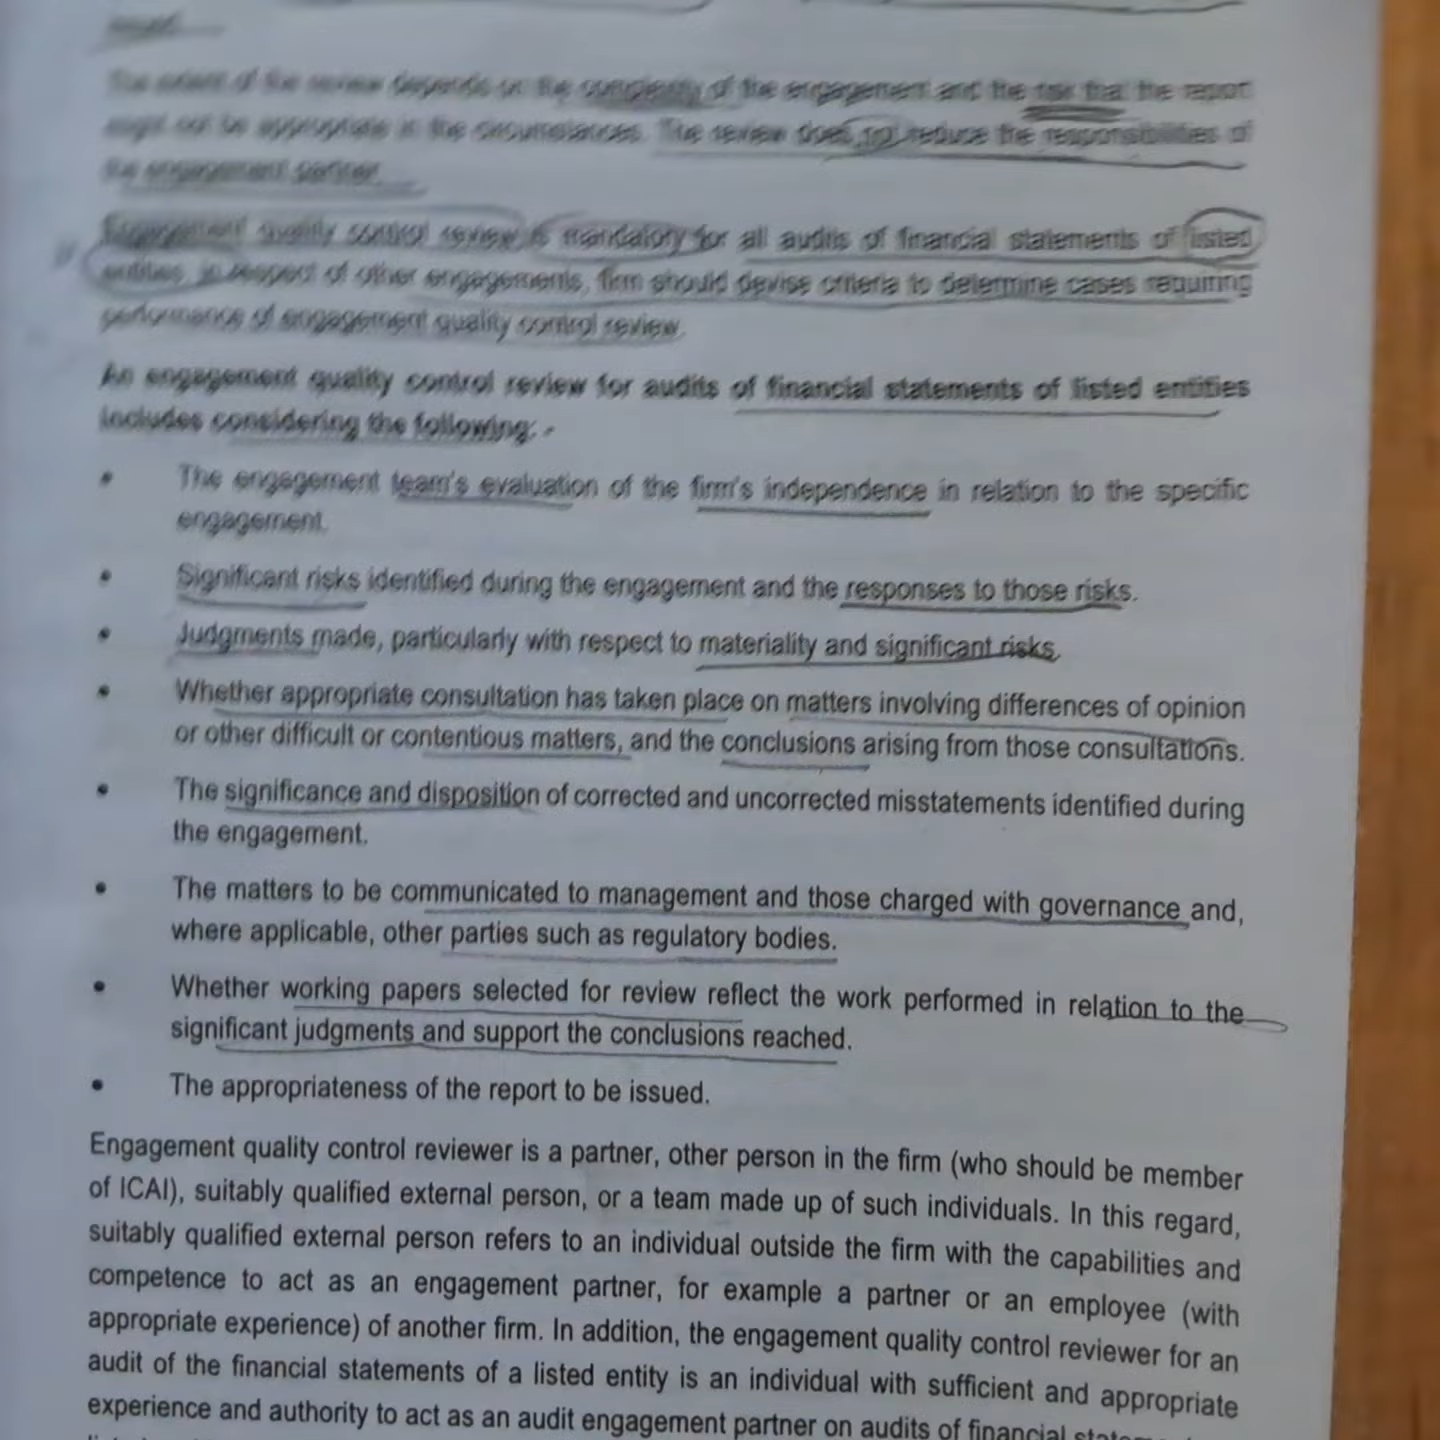 The extent of the review depends on the complexity of the engagement and the risk that the report
might not be appropriate in the circumstances. The review does not reduce the responsibilities of
the engagement partner.
Engagement quality control review is mandatory for all audits of financial statements of listed
entities. In respect of other engagements, firm should devise criteria to determine cases requiring
performance of engagement quality control review.
An engagement quality control review for audits of financial statements of listed entities
includes considering the following: -
• The engagement team's evaluation of the firm's independence in relation to the specific
engagement.
• Significant risks identified during the engagement and the responses to those risks.
• Judgments made, particularly with respect to materiality and significant risks.
• Whether appropriate consultation has taken place on matters involving differences of opinion
or other difficult or contentious matters, and the conclusions arising from those consultations.
• The significance and disposition of corrected and uncorrected misstatements identified during
the engagement.
• The matters to be communicated to management and those charged with governance and,
where applicable, other parties such as regulatory bodies.
• Whether working papers selected for review reflect the work performed in relation to the
significant judgments and support the conclusions reached.
• The appropriateness of the report to be issued.
Engagement quality control reviewer is a partner, other person in the firm (who should be member
of ICAI), suitably qualified external person, or a team made up of such individuals. In this regard,
suitably qualified external person refers to an individual outside the firm with the capabilities and
competence to act as an engagement partner, for example a partner or an employee (with
appropriate experience) of another firm. In addition, the engagement quality control reviewer for an
audit of the financial statements of a listed entity is an individual with sufficient and appropriate
experience and authority to act as an audit engagement partner on audits of financial